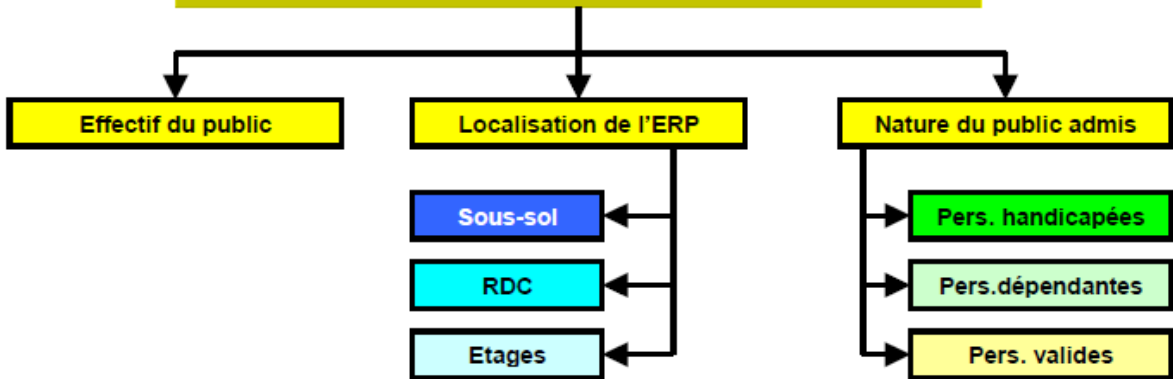 Effectif du public
Localisation de l'ERP
Nature du public admis
Sous-sol
Pers. handicapées
RDC
Pers.dépendantes
Etages
Pers. valides